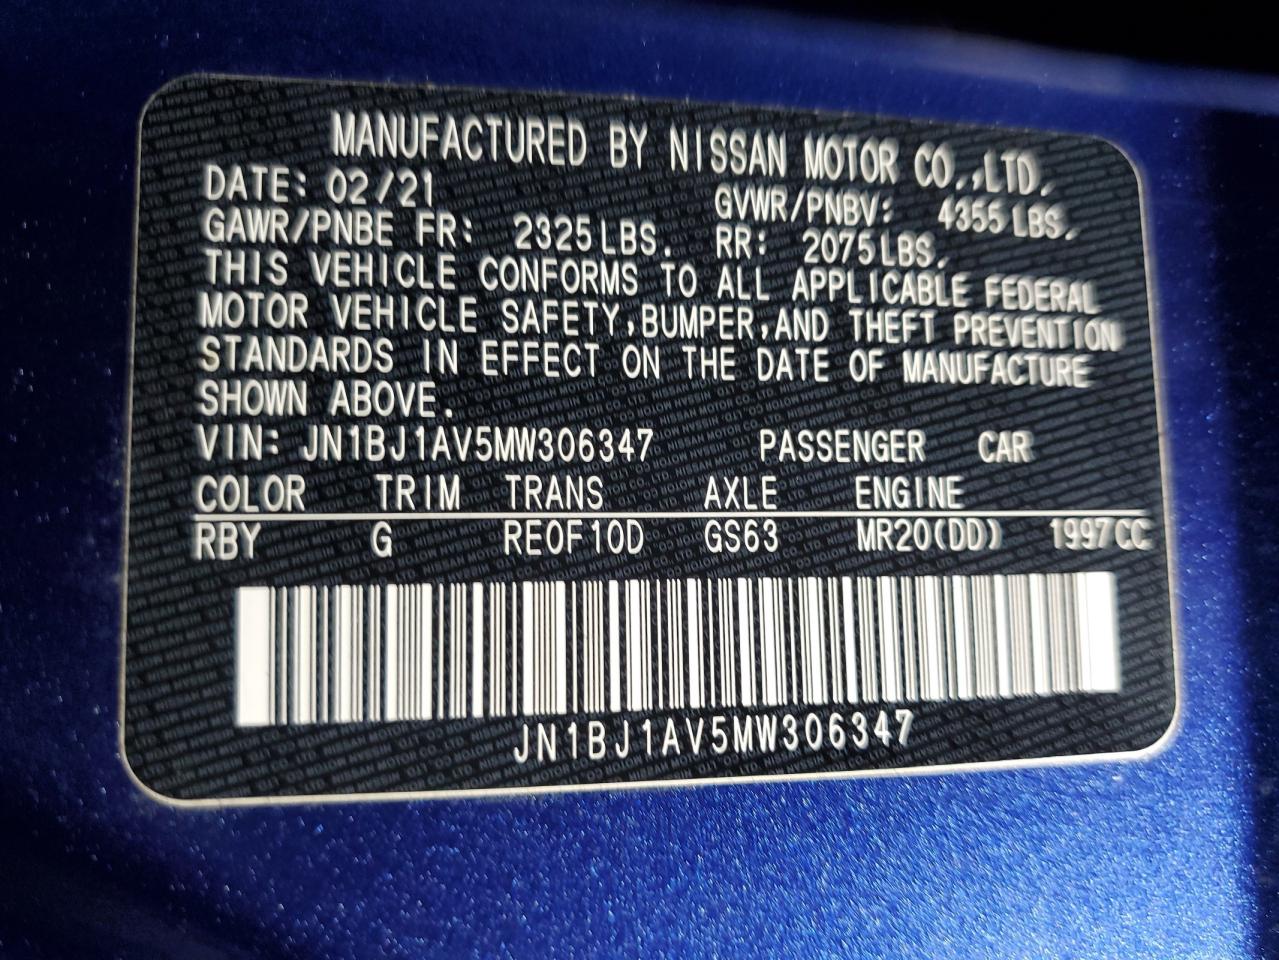 MANUFACTURED BY NISSAN MOTOR CO.,LTD.
DATE: 02/21 GVWR/PNBV: 4355 LBS.
GAWR/PNBE FR: 2325 LBS. RR: 2075 LBS.
THIS VEHICLE CONFORMS TO ALL APPLICABLE FEDERAL
MOTOR VEHICLE SAFETY,BUMPER,AND THEFT PREVENTION
STANDARDS IN EFFECT ON THE DATE OF MANUFACTURE
SHOWN ABOVE.
VIN: JN1BJ1AV5MW306347 PASSENGER CAR
COLOR TRIM TRANS AXLE ENGINE
RBY G RE0F10D GS63 MR20(DD) 1997CC
JN1BJ1AV5MW306347